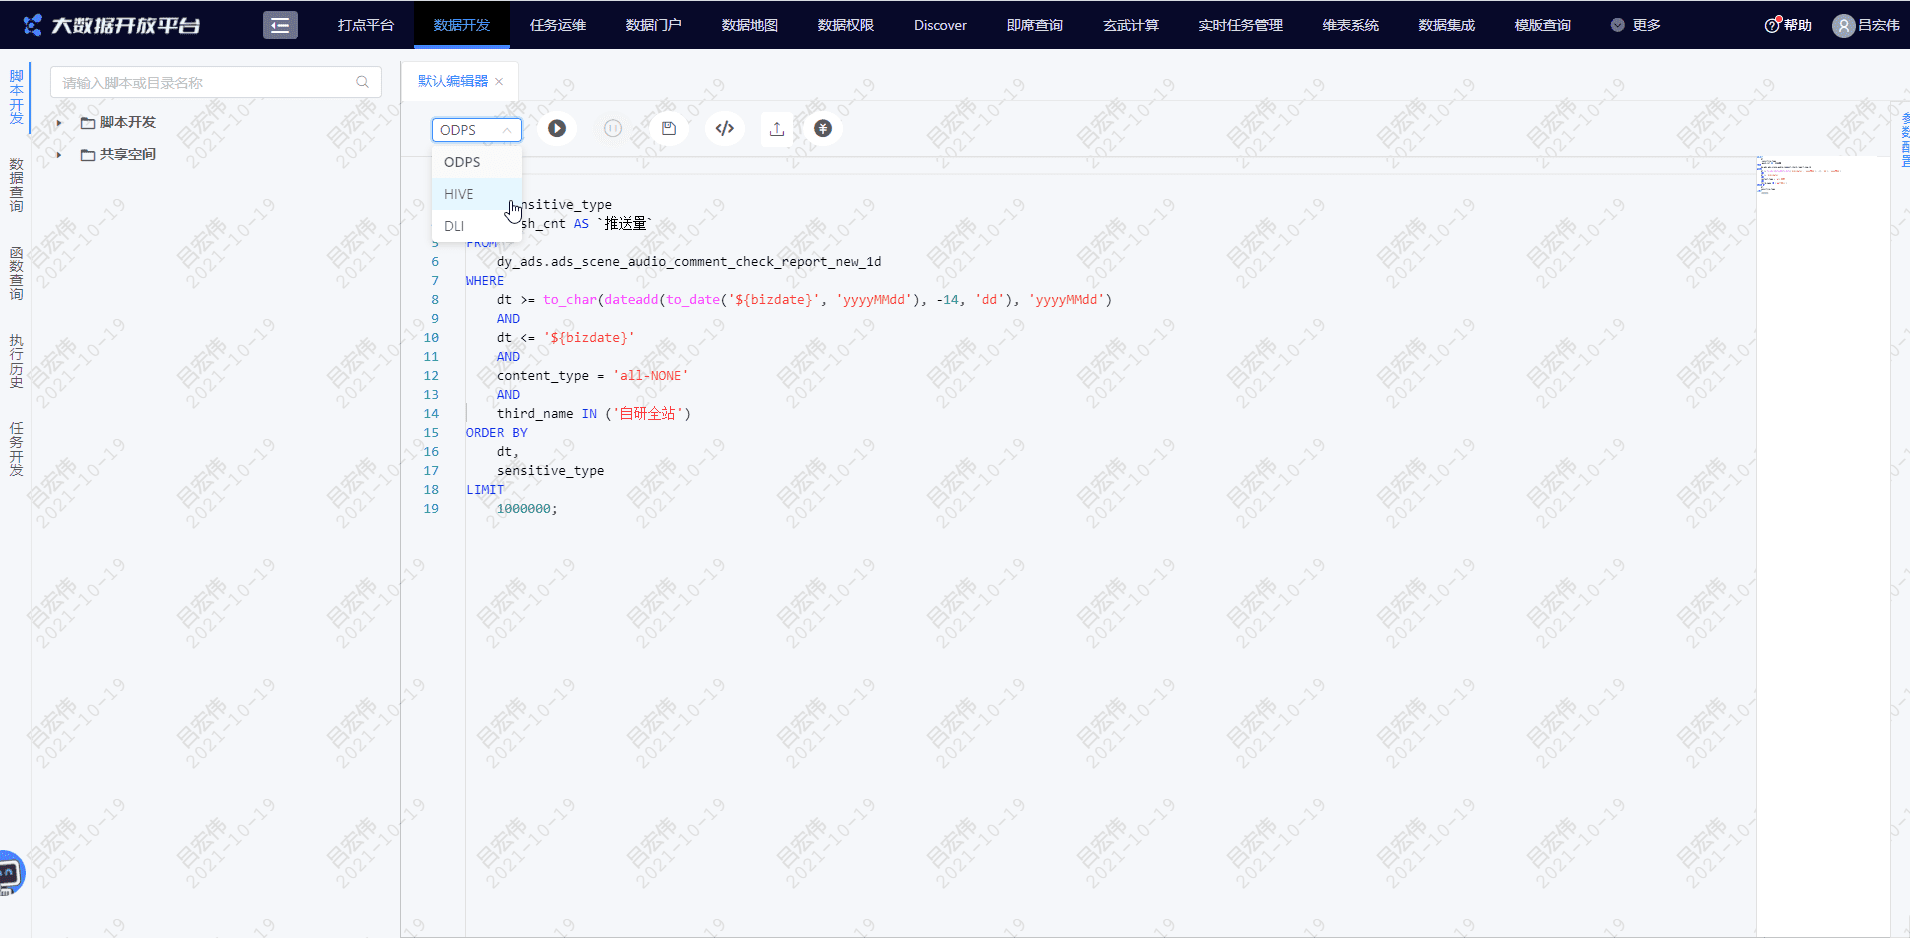 大数据开放平台
打点平台 数据开发 任务运维 数据门户 数据地图 数据权限 Discover 即席查询 玄武计算 实时任务管理 维表系统 数据集成 模版查询 更多 帮助 吕宏伟
脚本开发
数据查询
函数查询
执行历史
任务开发
请输入脚本或目录名称
脚本开发
共享空间
默认编辑器
ODPS
ODPS
HIVE
DLI
nsitive_type
sh_cnt AS `推送量`
5 FROM
6 dy_ads.ads_scene_audio_comment_check_report_new_1d
7 WHERE
8 dt >= to_char(dateadd(to_date('${bizdate}', 'yyyyMMdd'), -14, 'dd'), 'yyyyMMdd')
9 AND
10 dt <= '${bizdate}'
11 AND
12 content_type = 'all-NONE'
13 AND
14 third_name IN ('自研全站')
15 ORDER BY
16 dt,
17 sensitive_type
18 LIMIT
19 1000000;
参数配置
吕宏伟
2021-10-19